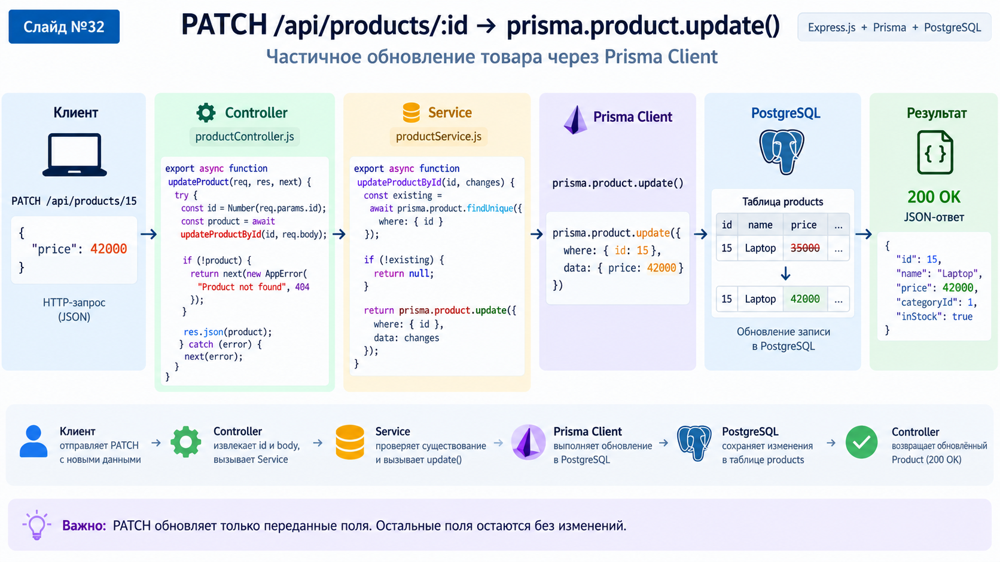 Слайд №32
PATCH /api/products/:id → prisma.product.update()
Express.js + Prisma + PostgreSQL
Частичное обновление товара через Prisma Client
Клиент
PATCH /api/products/15
{
"price": 42000
}
HTTP-запрос
(JSON)
Controller
productController.js
export async function
updateProduct(req, res, next) {
try {
const id = Number(req.params.id);
const product = await
updateProductById(id, req.body);
if (!product) {
return next(new AppError(
"Product not found", 404
});
}
res.json(product);
} catch (error) {
next(error);
}
}
Service
productService.js
export async function
updateProductById(id, changes) {
const existing =
await prisma.product.findUnique({
where: { id }
});
if (!existing) {
return null;
}
return prisma.product.update({
where: { id },
data: changes
});
}
Prisma Client
prisma.product.update()
prisma.product.update({
where: { id: 15 },
data: { price: 42000 }
})
PostgreSQL
Таблица products
id name price ...
15 Laptop 35000 ...
↓
15 Laptop 42000 ...
Обновление записи
в PostgreSQL
Результат
{ }
200 OK
JSON-ответ
{
"id": 15,
"name": "Laptop",
"price": 42000,
"categoryId": 1,
"inStock": true
}
Клиент
отправляет PATCH
с новыми данными
Controller
извлекает id и body,
вызывает Service
Service
проверяет существование
и вызывает update()
Prisma Client
выполняет обновление
в PostgreSQL
PostgreSQL
сохраняет изменения
в таблице products
Controller
возвращает обновлённый
Product (200 OK)
Важно: PATCH обновляет только переданные поля. Остальные поля остаются без изменений.